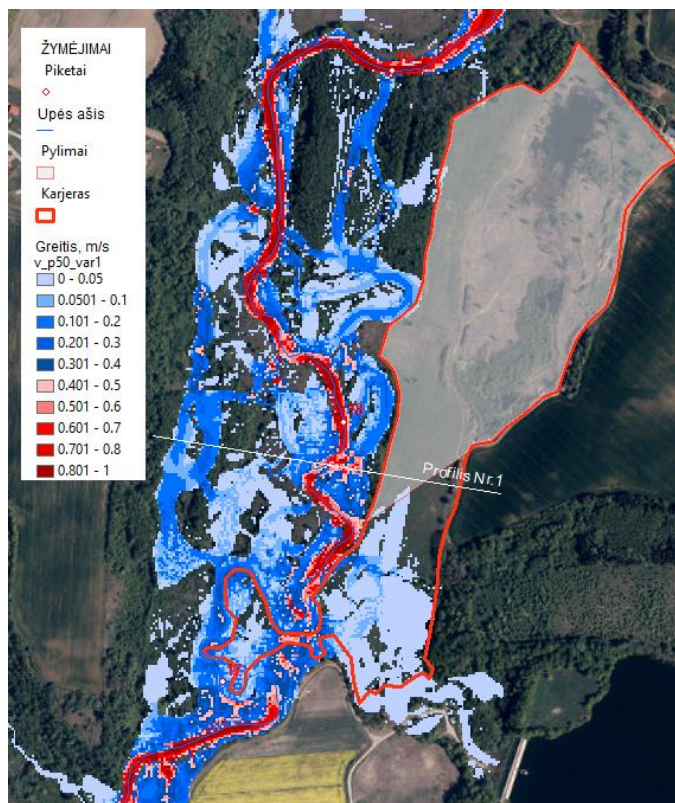 ŽYMĖJIMAI
Piketai
Upės ašis
Pylimai
Karjeras
Greitis, m/s
v_p50_var1
0 - 0.05
0.0501 - 0.1
0.101 - 0.2
0.201 - 0.3
0.301 - 0.4
0.401 - 0.5
0.501 - 0.6
0.601 - 0.7
0.701 - 0.8
0.801 - 1
19
18
Profilis Nr.1